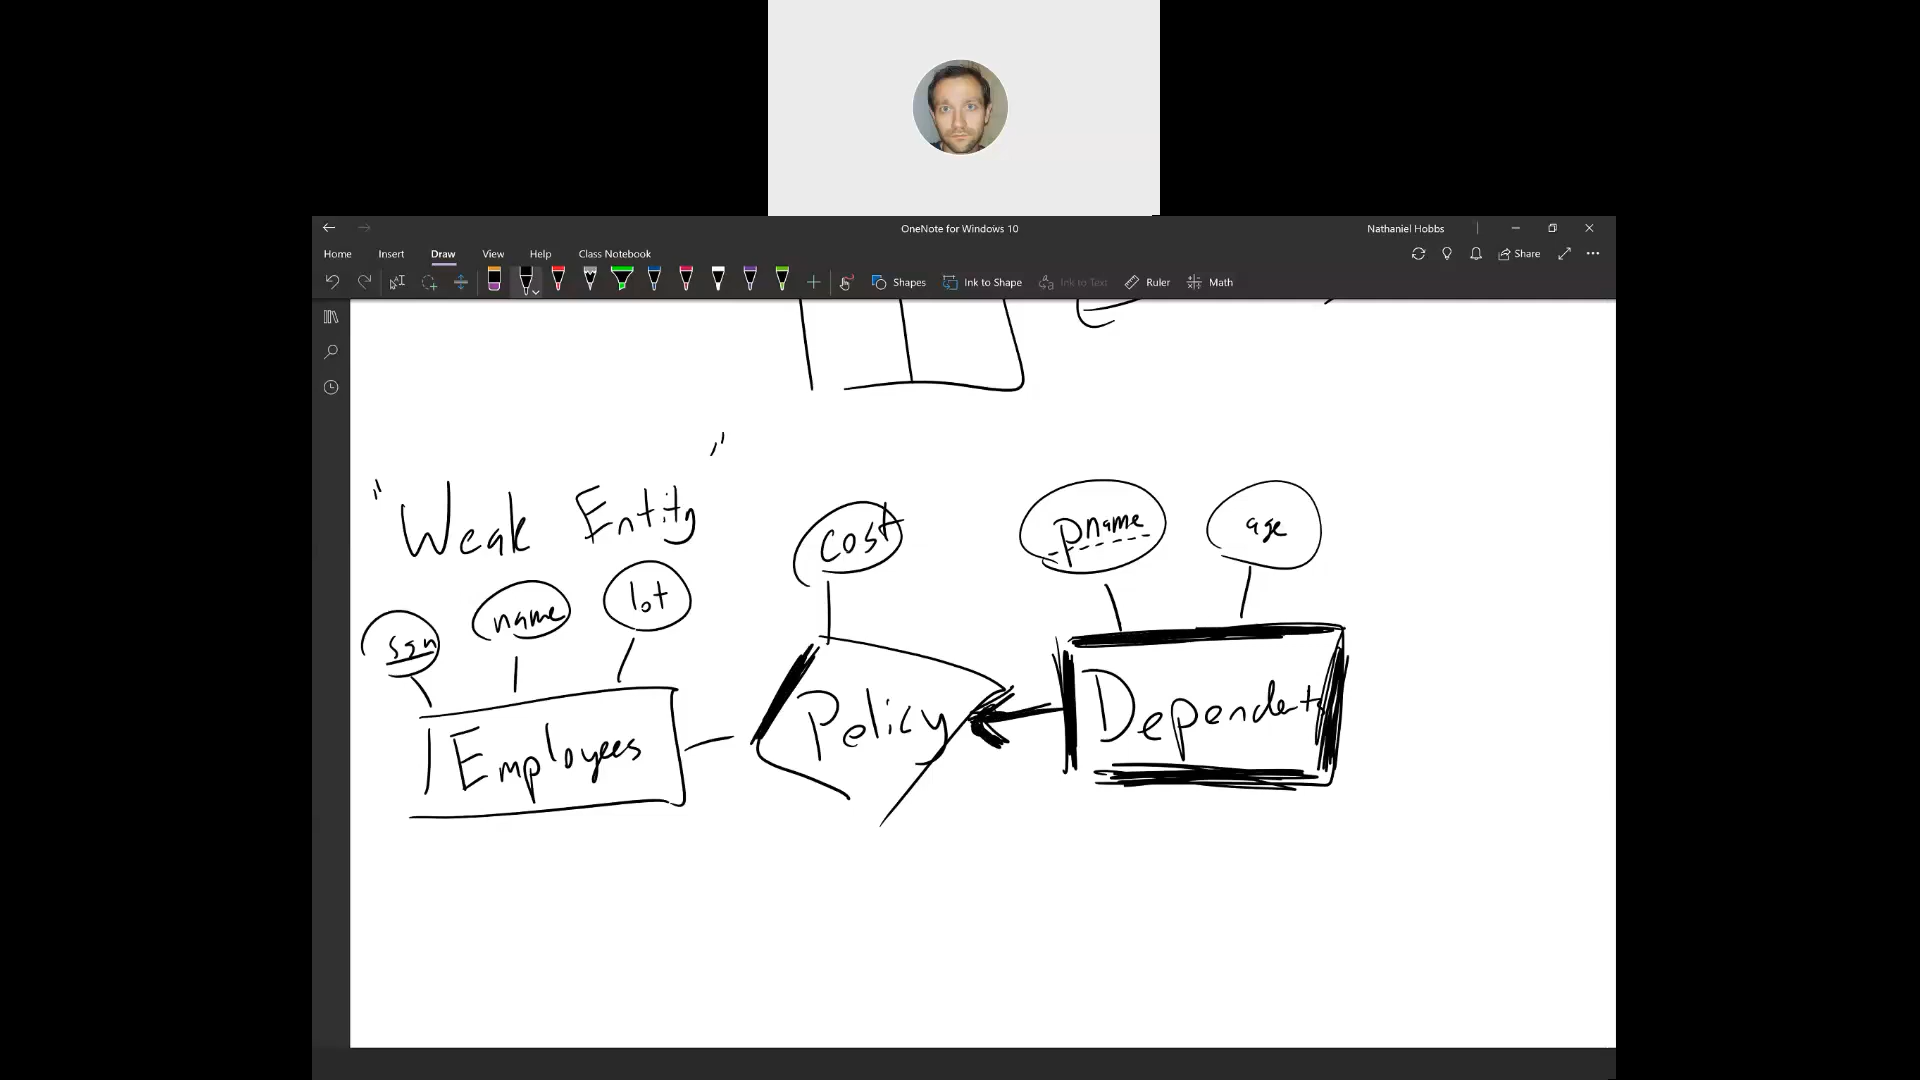 OneNote for Windows 10
Nathaniel Hobbs
Home Insert Draw View Help Class Notebook
Share
Shapes Ink to Shape Ink to Text Ruler Math
"Weak Entity"
cost
pname
age
ssn
name
lot
Employees
Policy
Dependents